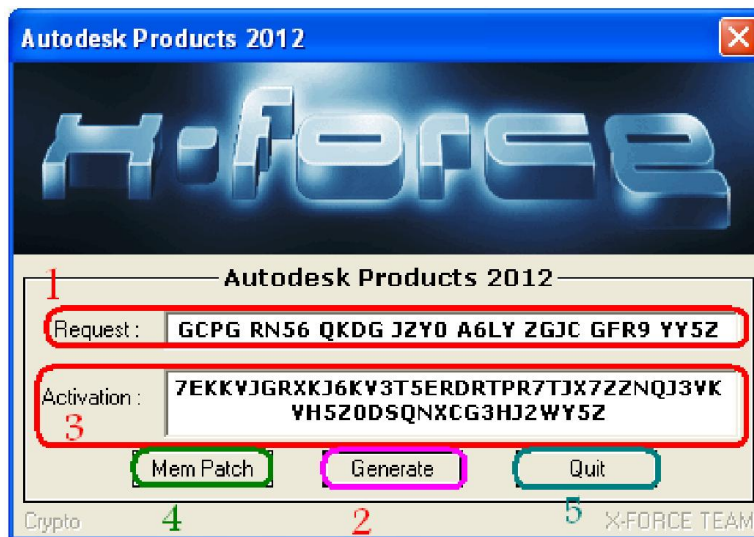 Autodesk Products 2012
x-force
Autodesk Products 2012
1
Request : GCPG RN56 QKDG JZY0 A6LY ZGJC GFR9 YY5Z
Activation : 7EKKVJGRXKJ6KV3T5ERDRTPR7TJX7ZZNQJ3VK
VH5Z0DSQNXCG3HJ2WY5Z
3
Mem Patch Generate Quit
4 2 5
Crypto X-FORCE TEAM